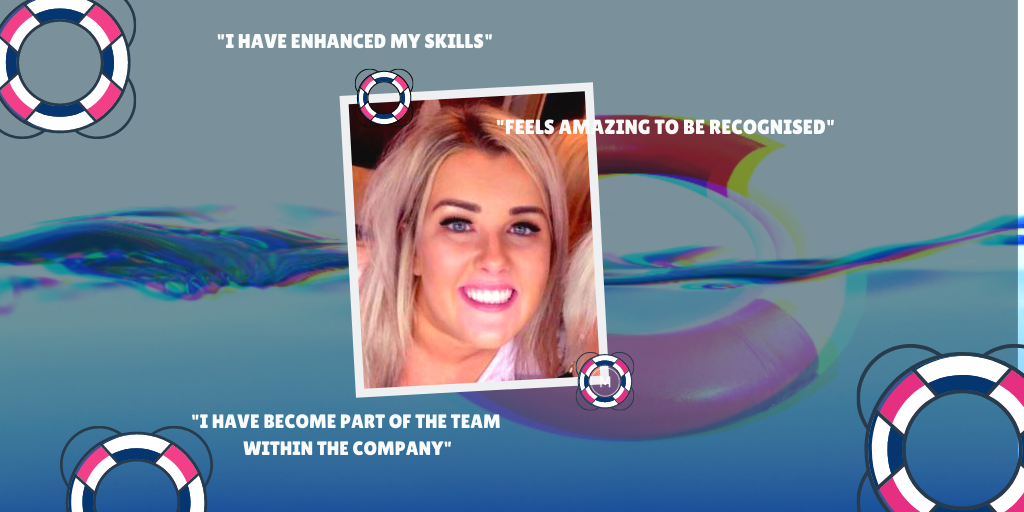 "I HAVE ENHANCED MY SKILLS"
"FEELS AMAZING TO BE RECOGNISED"
"I HAVE BECOME PART OF THE TEAM
WITHIN THE COMPANY"